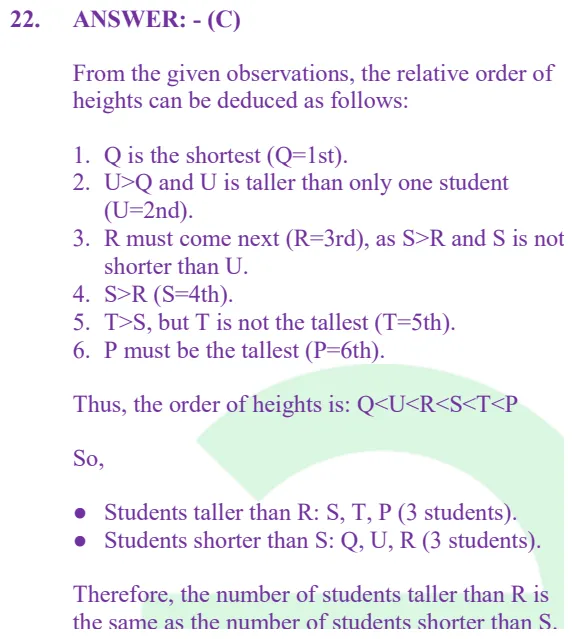 22. ANSWER: - (C)
From the given observations, the relative order of
heights can be deduced as follows:
1. Q is the shortest (Q=1st).
2. U>Q and U is taller than only one student
(U=2nd).
3. R must come next (R=3rd), as S>R and S is not
shorter than U.
4. S>R (S=4th).
5. T>S, but T is not the tallest (T=5th).
6. P must be the tallest (P=6th).
Thus, the order of heights is: Q<U<R<S<T<P
So,
● Students taller than R: S, T, P (3 students).
● Students shorter than S: Q, U, R (3 students).
Therefore, the number of students taller than R is
the same as the number of students shorter than S.